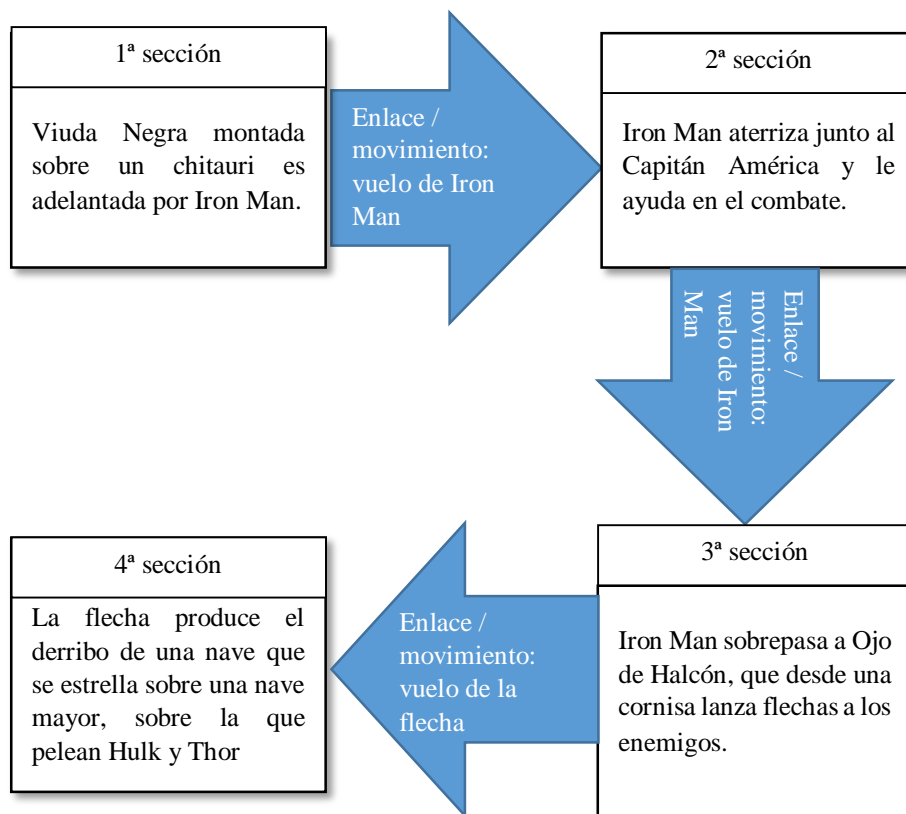 1ª sección
Viuda Negra montada
sobre un chitauri es
adelantada por Iron Man.
Enlace /
movimiento:
vuelo de Iron
Man
2ª sección
Iron Man aterriza junto al
Capitán América y le
ayuda en el combate.
Enlace /
movimiento:
vuelo de Iron
Man
3ª sección
Iron Man sobrepasa a Ojo
de Halcón, que desde una
cornisa lanza flechas a los
enemigos.
Enlace /
movimiento:
vuelo de la
flecha
4ª sección
La flecha produce el
derribo de una nave que
se estrella sobre una nave
mayor, sobre la que
pelean Hulk y Thor